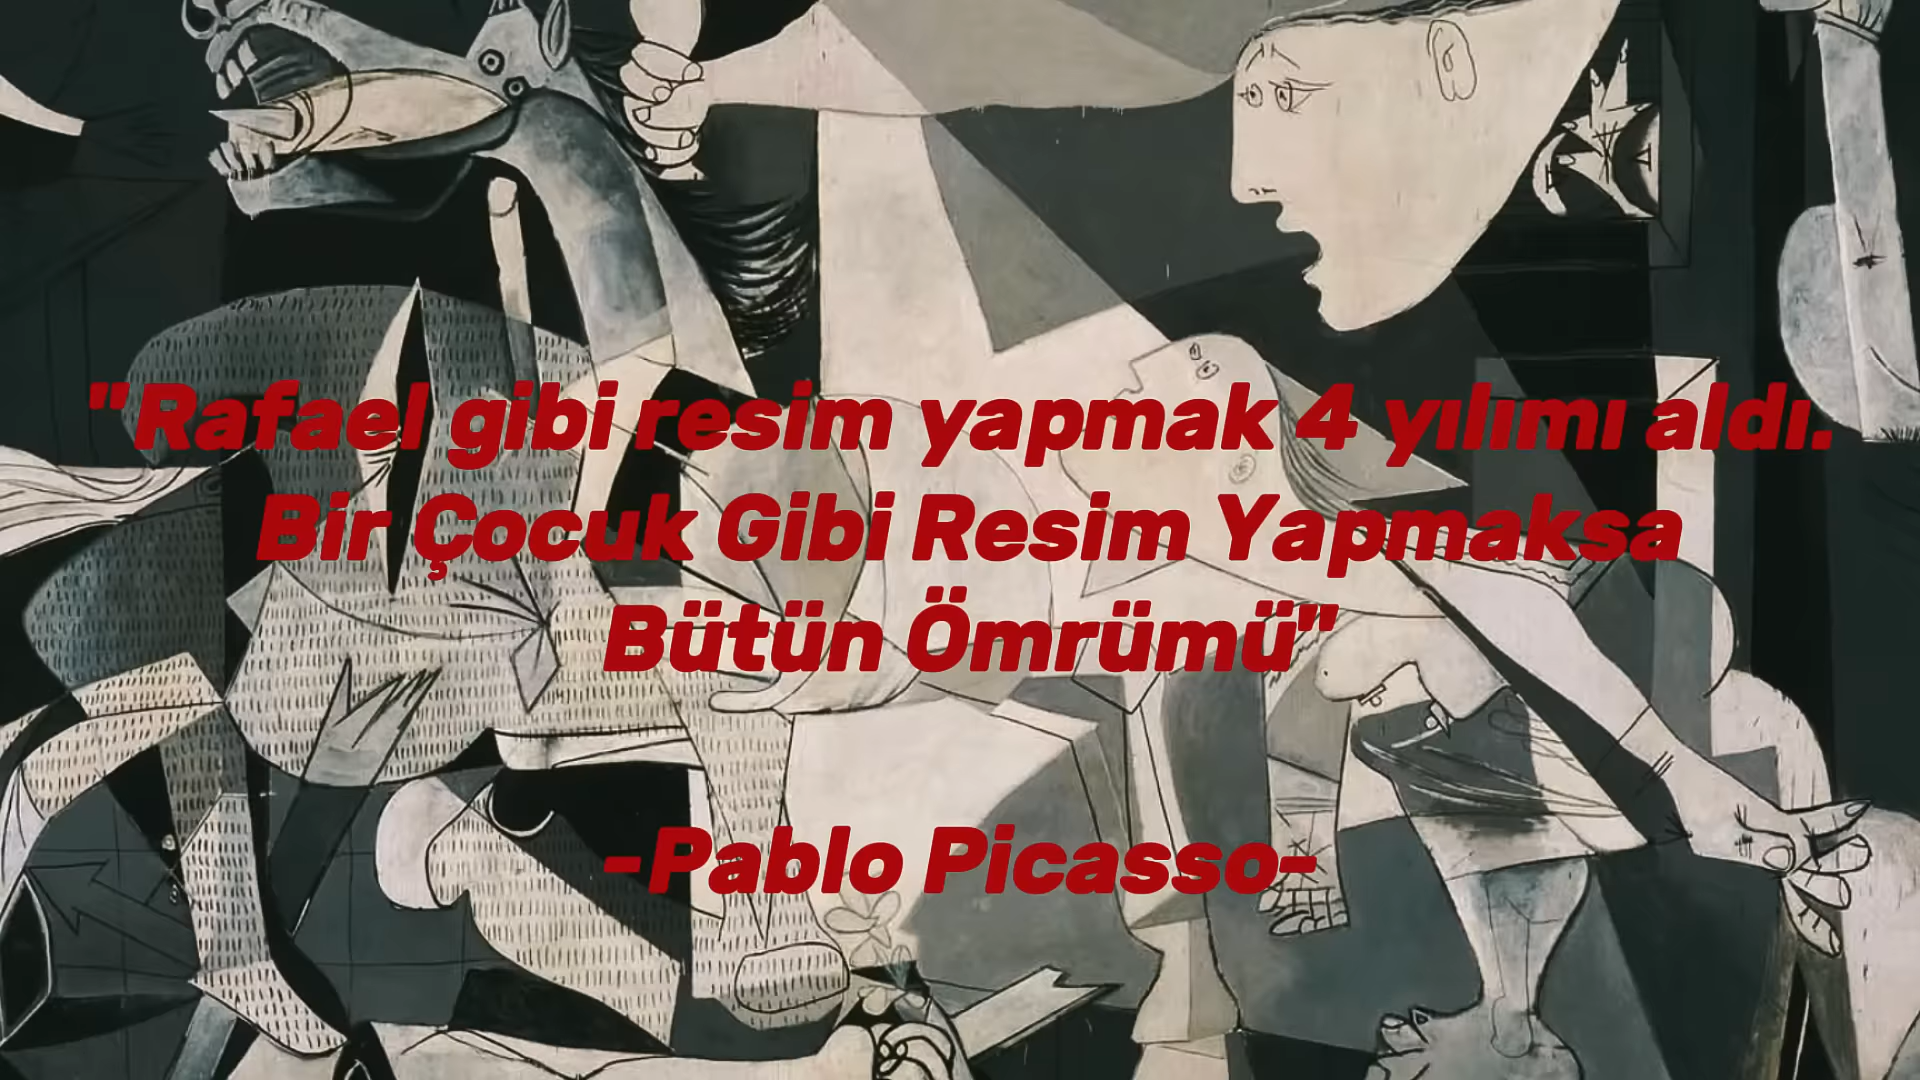 "Rafael gibi resim yapmak 4 yılımı aldı.
Bir Çocuk Gibi Resim Yapmaksa
Bütün Ömrümü"
-Pablo Picasso-